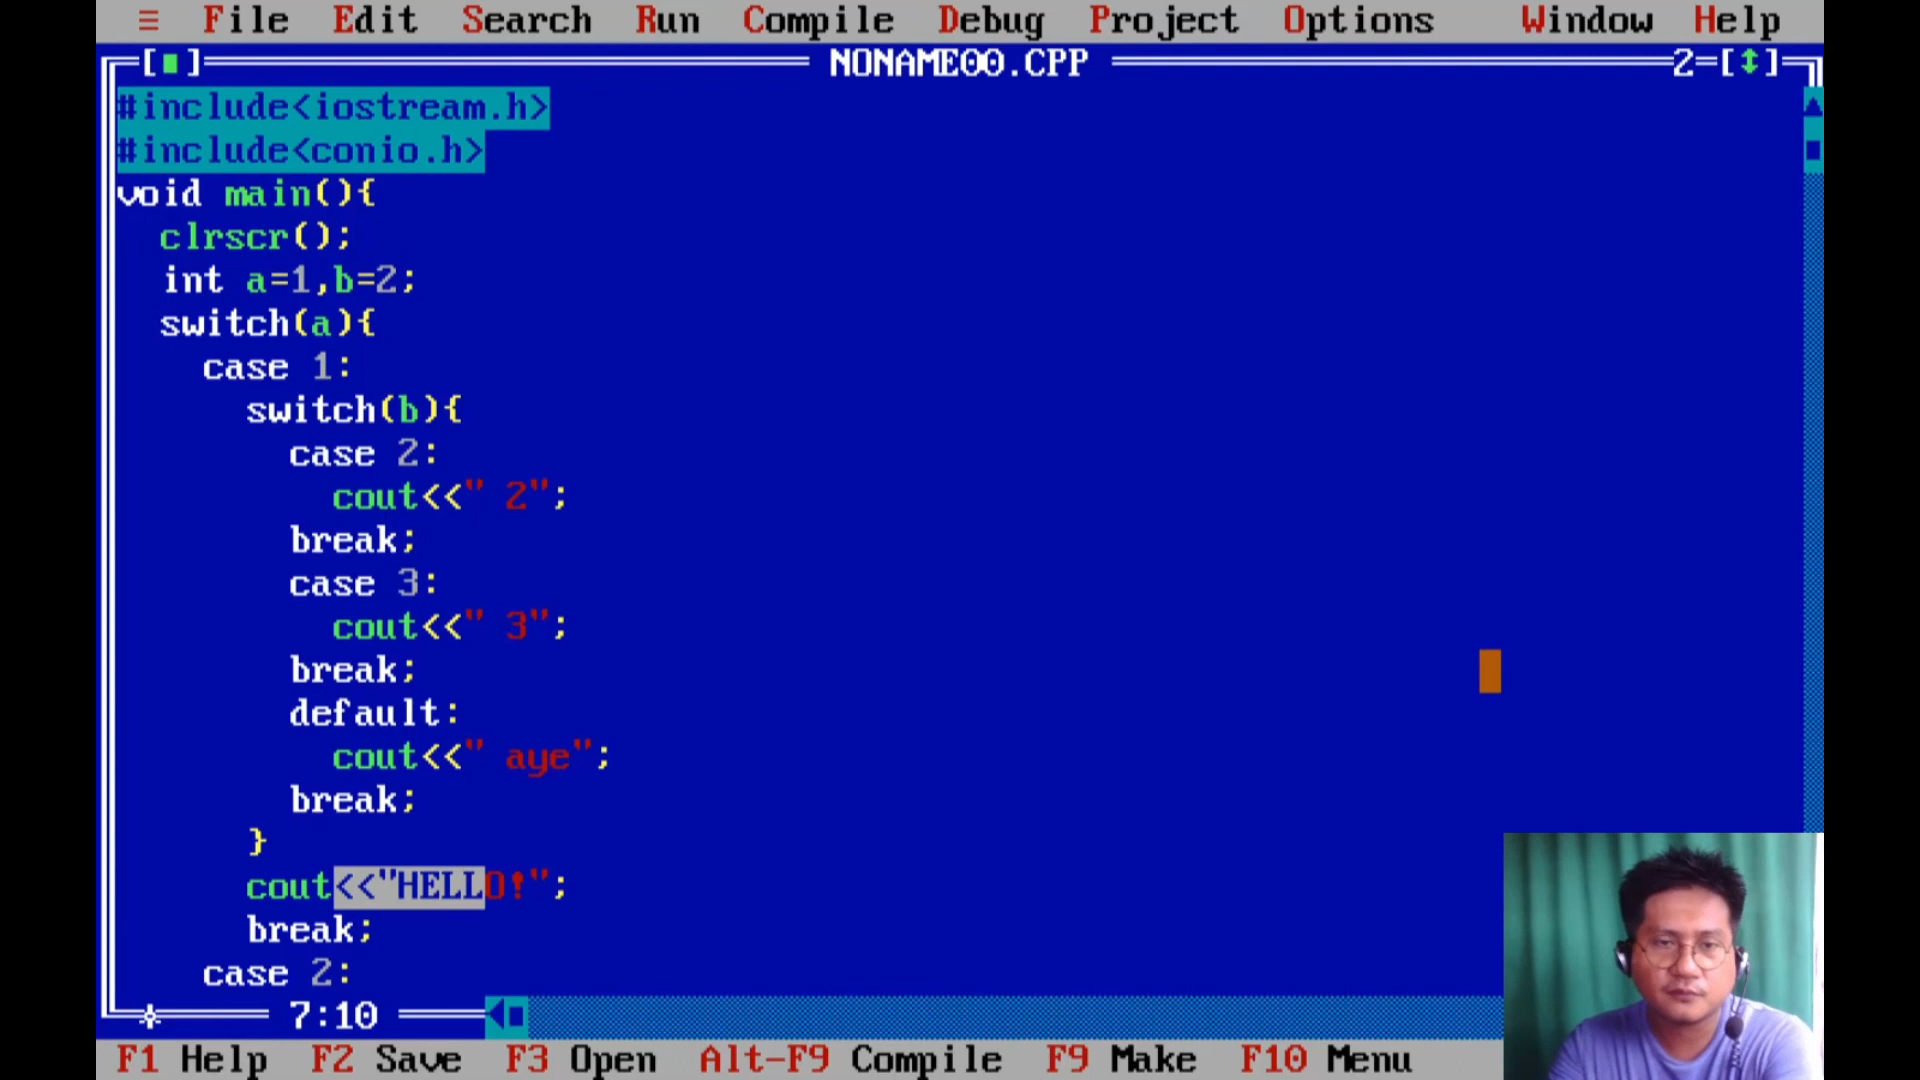 ≡ File Edit Search Run Compile Debug Project Options Window Help
[■] NONAME00.CPP 2=[↕]
#include<iostream.h>
#include<conio.h>
void main(){
clrscr();
int a=1,b=2;
switch(a){
case 1:
switch(b){
case 2:
cout<<" 2";
break;
case 3:
cout<<" 3";
break;
default:
cout<<" aye";
break;
}
cout<<"HELLO!";
break;
case 2:
7:10
F1 Help F2 Save F3 Open Alt-F9 Compile F9 Make F10 Menu